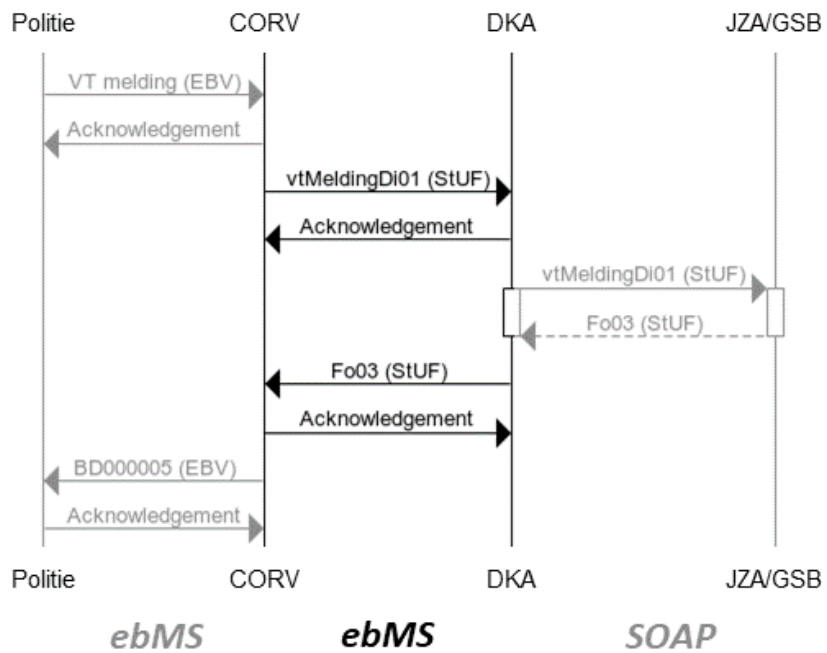 Politie CORV DKA JZA/GSB
VT melding (EBV)
Acknowledgement
vtMeldingDi01 (StUF)
Acknowledgement
vtMeldingDi01 (StUF)
Fo03 (StUF)
Fo03 (StUF)
Acknowledgement
BD000005 (EBV)
Acknowledgement
Politie CORV DKA JZA/GSB
ebMS ebMS SOAP